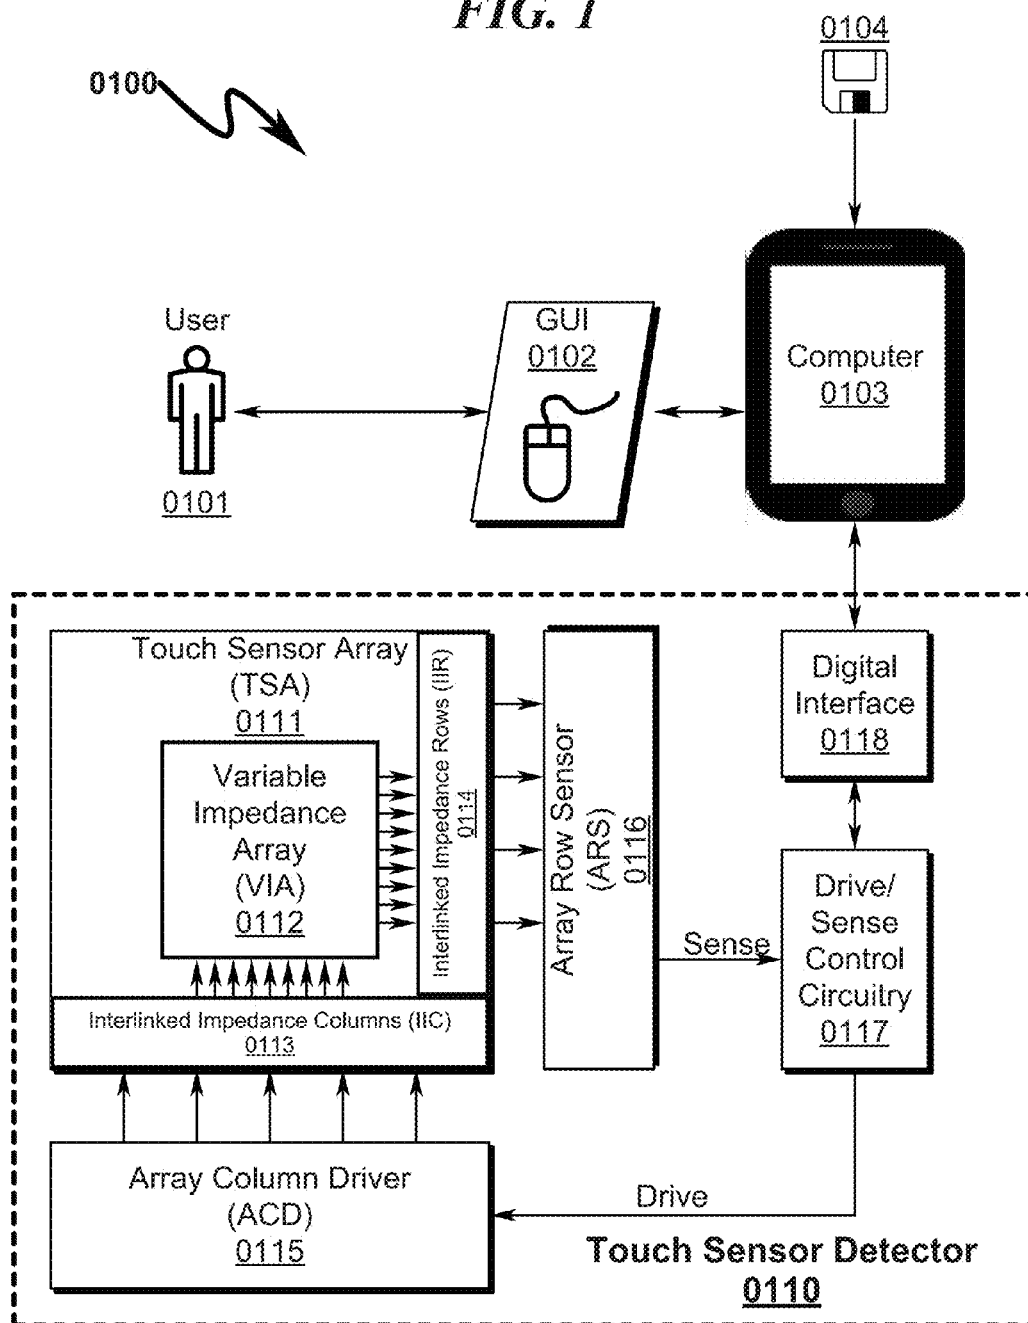 FIG. 1
0104
0100
User
GUI
0102
Computer
0103
0101
Touch Sensor Array
(TSA)
0111
Variable
Impedance
Array
(VIA)
0112
Interlinked Impedance Rows (IIR)
0114
Array Row Sensor
(ARS)
0116
Digital
Interface
0118
Sense
Drive/
Sense
Control
Circuitry
0117
Interlinked Impedance Columns (IIC)
0113
Array Column Driver
(ACD)
0115
Drive
Touch Sensor Detector
0110